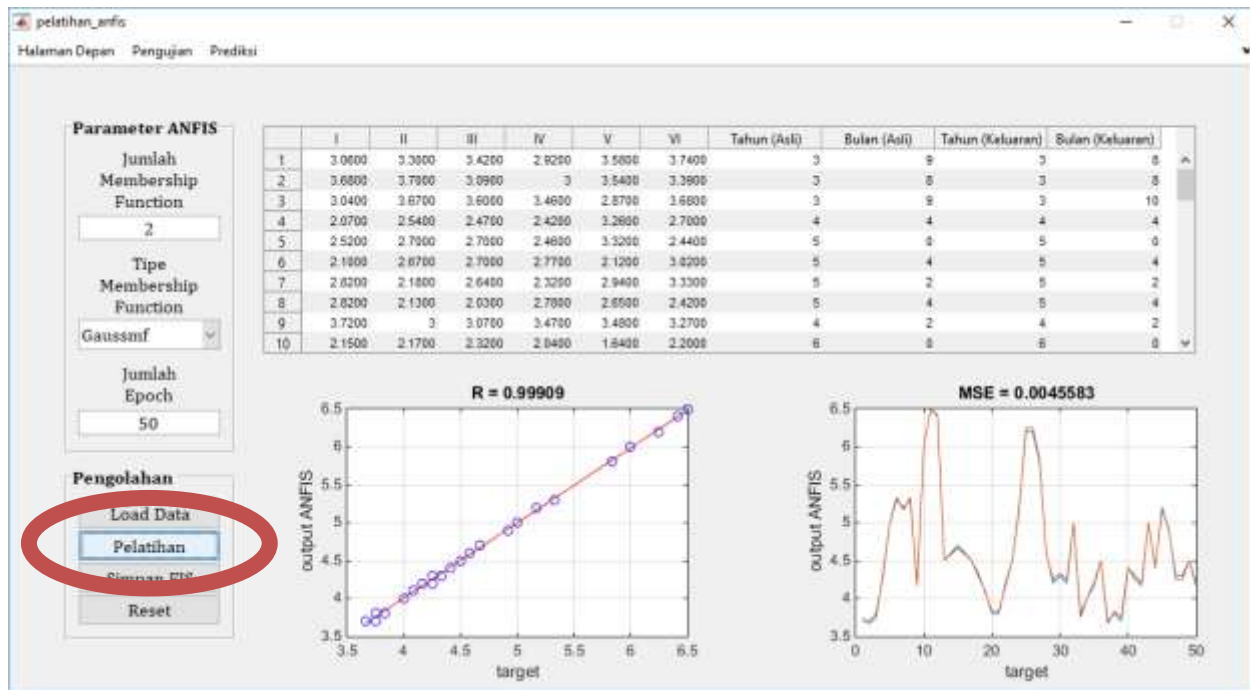 pelatihan_anfis
Halaman Depan Pengujian Prediksi
Parameter ANFIS
Jumlah
Membership
Function
2
Tipe
Membership
Function
Gaussmf
Jumlah
Epoch
50
Pengolahan
Load Data
Pelatihan
Simpan FIS
Reset
I II III IV V VI Tahun (Asli) Bulan (Asli) Tahun (Keluaran) Bulan (Keluaran)
1 3.0600 3.3000 3.4200 2.9200 3.5800 3.7400 3 9 3 8
2 3.6800 3.7000 3.0900 3 3.5400 3.3900 3 8 3 8
3 3.0400 3.6700 3.6000 3.4600 2.8700 3.6800 3 9 3 10
4 2.0700 2.5400 2.4700 2.4200 3.2600 2.7000 4 4 4 4
5 2.5200 2.7000 2.7000 2.4600 3.3200 2.4400 5 0 5 0
6 2.1000 2.6700 2.7000 2.7700 2.1200 3.0200 5 4 5 4
7 2.8200 2.1800 2.6400 2.3200 2.9400 3.3300 5 2 5 2
8 2.8200 2.1300 2.0300 2.7800 2.6500 2.4200 5 4 5 4
9 3.7200 3 3.0700 3.4700 3.4800 3.2700 4 2 4 2
10 2.1500 2.1700 2.3200 2.0400 1.6400 2.2000 6 0 6 0
R = 0.99909
output ANFIS
6.5
6
5.5
5
4.5
4
3.5
3.5 4 4.5 5 5.5 6 6.5
target
MSE = 0.0045583
output ANFIS
6.5
6
5.5
5
4.5
4
3.5
0 10 20 30 40 50
target